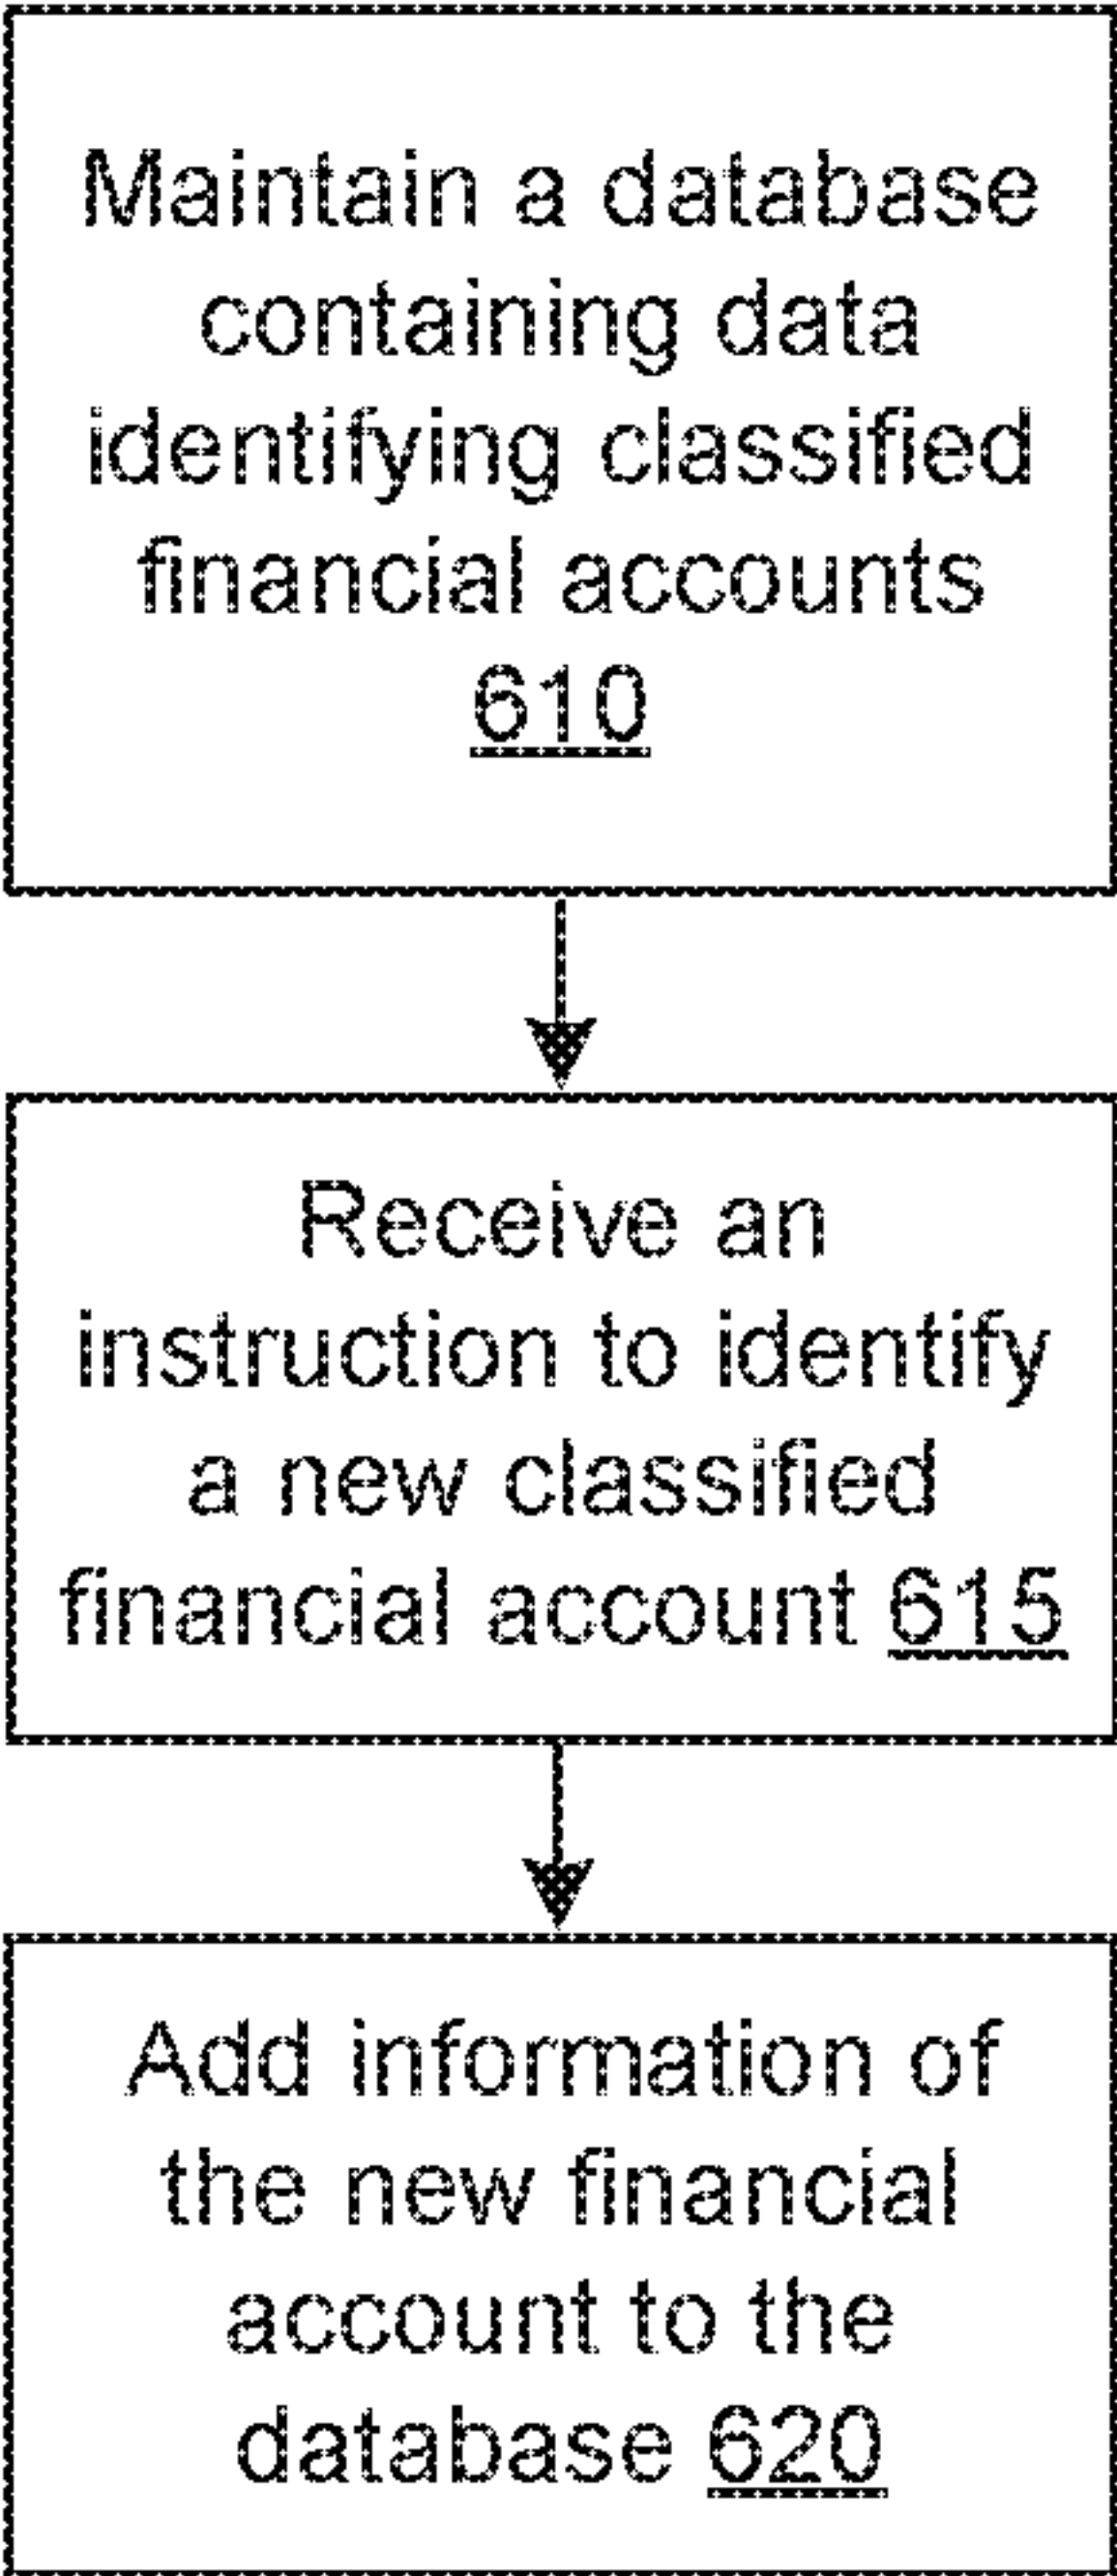 Maintain a database
containing data
identifying classified
financial accounts
610
Receive an
instruction to identify
a new classified
financial account 615
Add information of
the new financial
account to the
database 620